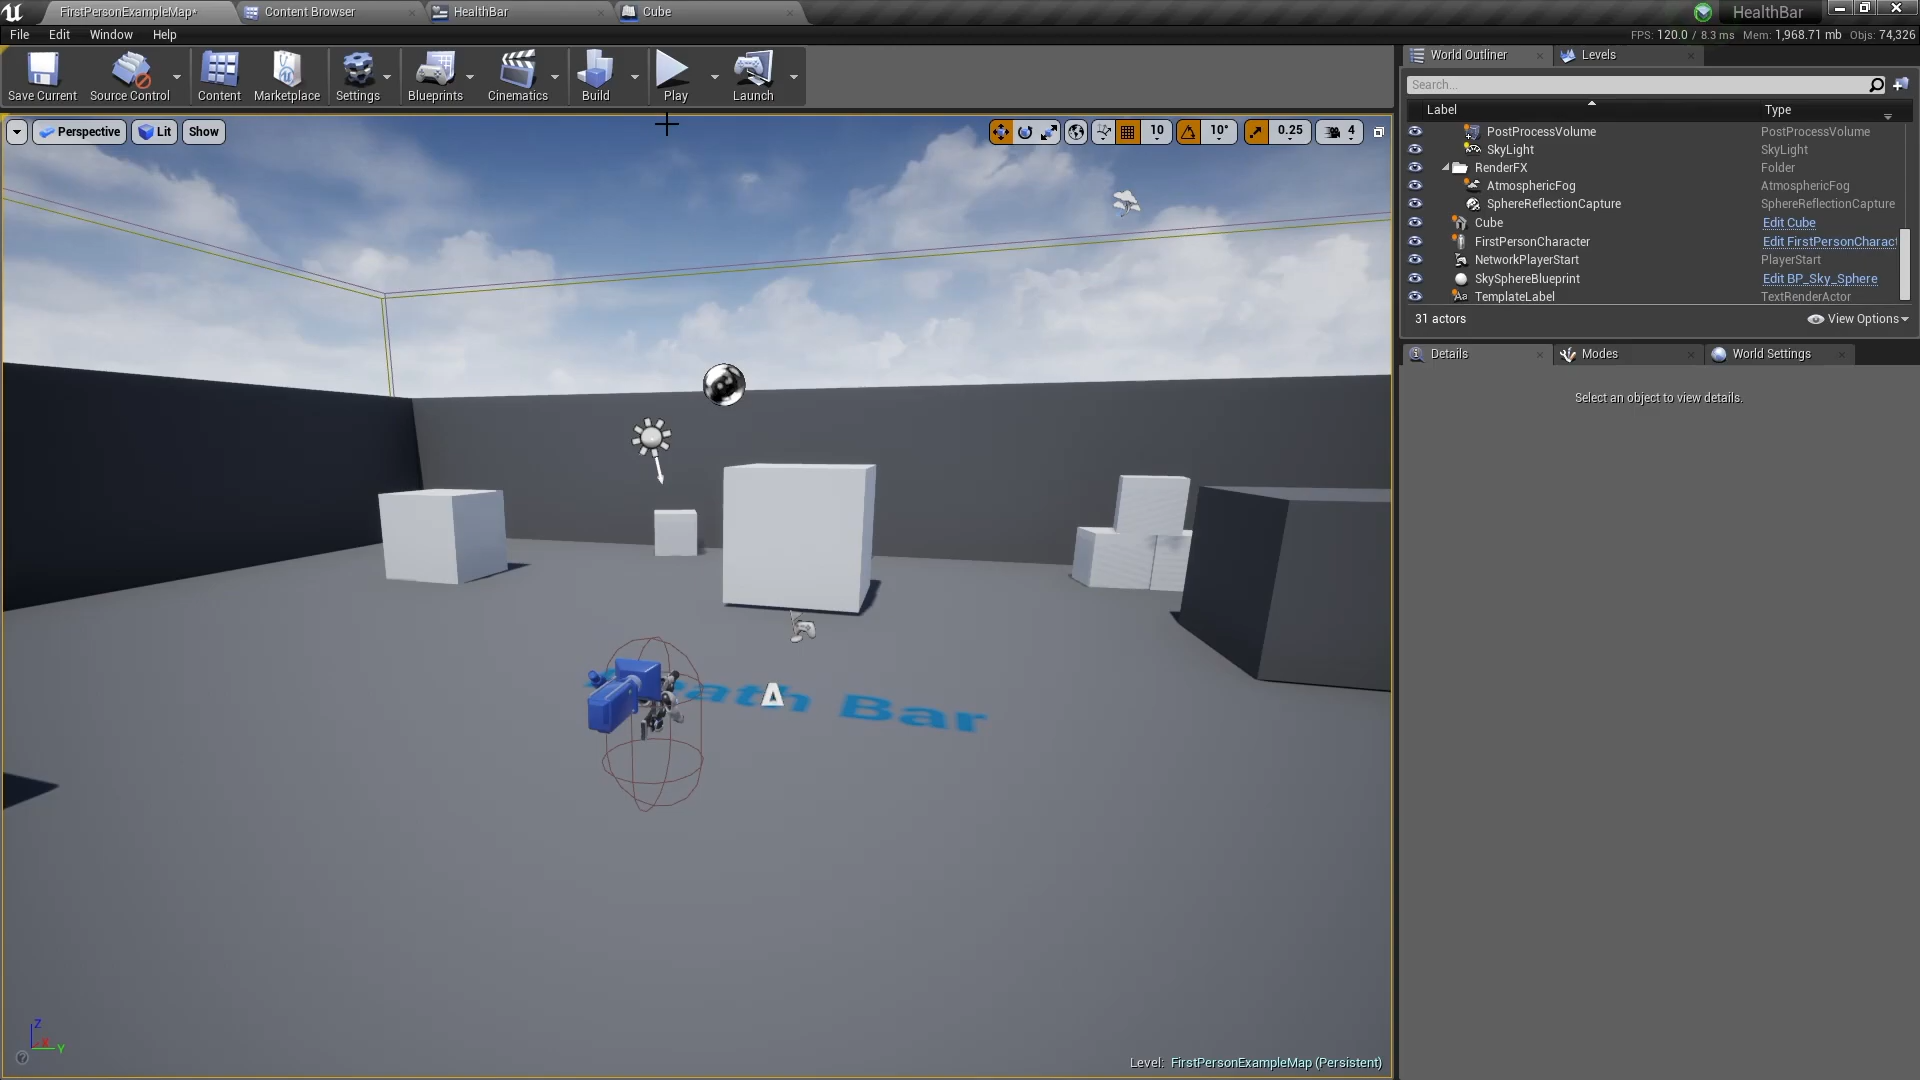 FirstPersonExampleMap*
Content Browser
HealthBar
Cube
HealthBar
File
Edit
Window
Help
FPS: 120.0 / 8.3 ms
Mem: 1,968.71 mb
Objs: 74,326
Save Current
Source Control
Content
Marketplace
Settings
Blueprints
Cinematics
Build
Play
Launch
World Outliner
Levels
Search...
Label
Type
Perspective
Lit
Show
10
10°
0.25
4
PostProcessVolume
PostProcessVolume
SkyLight
SkyLight
RenderFX
Folder
AtmosphericFog
AtmosphericFog
SphereReflectionCapture
SphereReflectionCapture
Cube
Edit Cube
FirstPersonCharacter
Edit FirstPersonCharact
NetworkPlayerStart
PlayerStart
SkySphereBlueprint
Edit BP_Sky_Sphere
TemplateLabel
TextRenderActor
31 actors
View Options
Details
Modes
World Settings
Select an object to view details.
Bar
Z
X
Y
Level: FirstPersonExampleMap (Persistent)